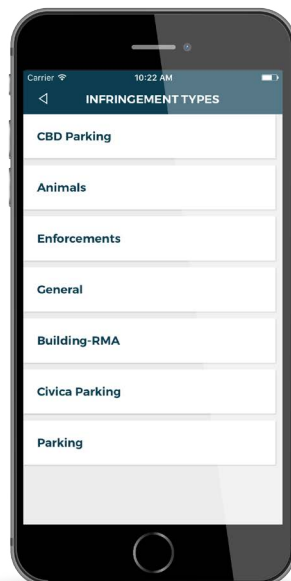 Carrier 10:22 AM
INFRINGEMENT TYPES
CBD Parking
Animals
Enforcements
General
Building-RMA
Civica Parking
Parking